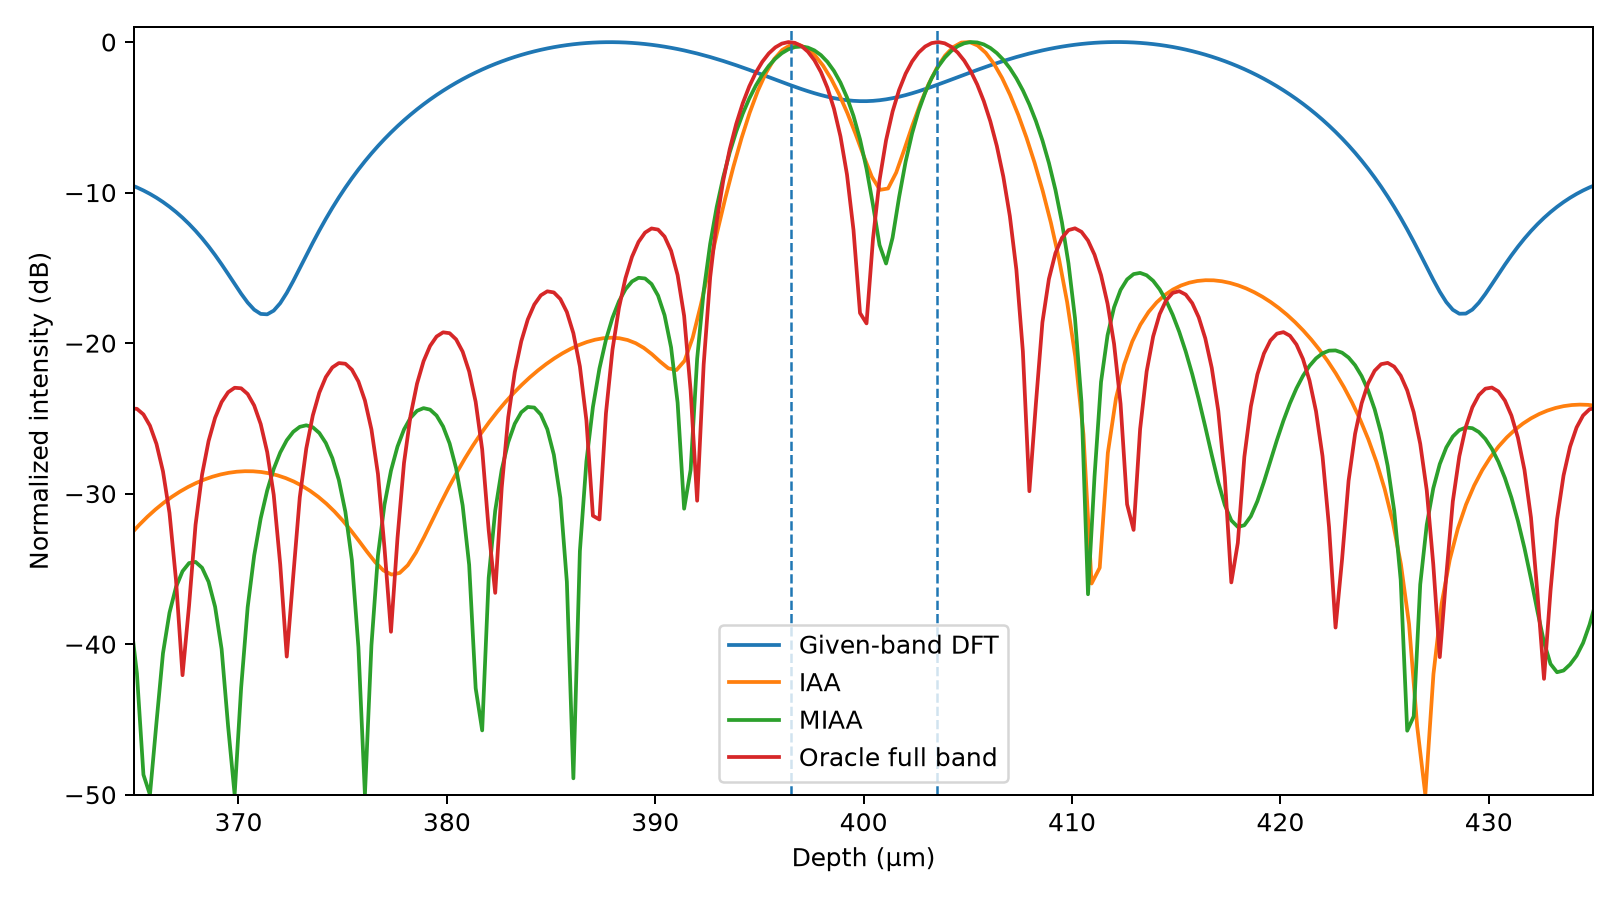 0
−10
−20
−30
−40
−50
Normalized intensity (dB)
Given-band DFT
IAA
MIAA
Oracle full band
370 380 390 400 410 420 430
Depth (μm)